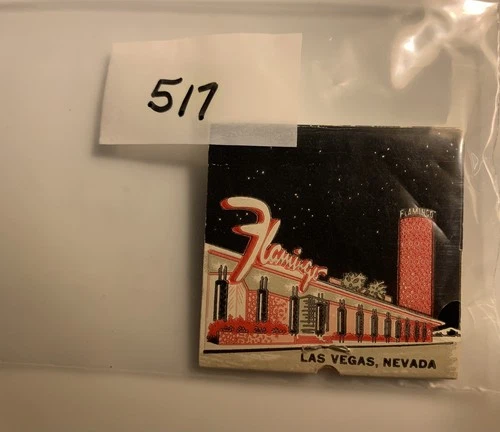 517
FLAMINGO
Flamingo
LAS VEGAS, NEVADA